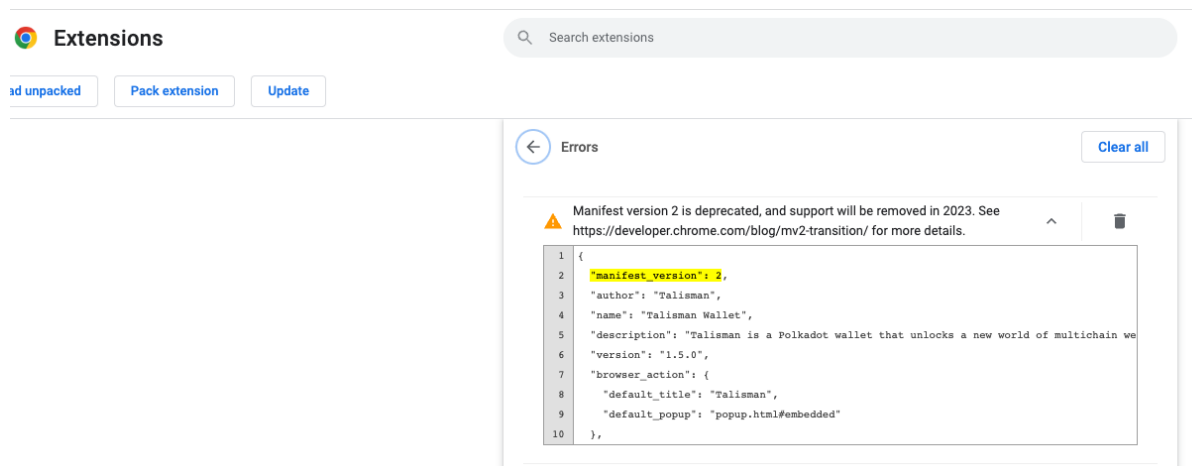 Extensions
Search extensions
ad unpacked
Pack extension
Update
Errors
Clear all
Manifest version 2 is deprecated, and support will be removed in 2023. See
https://developer.chrome.com/blog/mv2-transition/ for more details.
1 {
2 "manifest_version": 2,
3 "author": "Talisman",
4 "name": "Talisman Wallet",
5 "description": "Talisman is a Polkadot wallet that unlocks a new world of multichain we
6 "version": "1.5.0",
7 "browser_action": {
8 "default_title": "Talisman",
9 "default_popup": "popup.html#embedded"
10 },